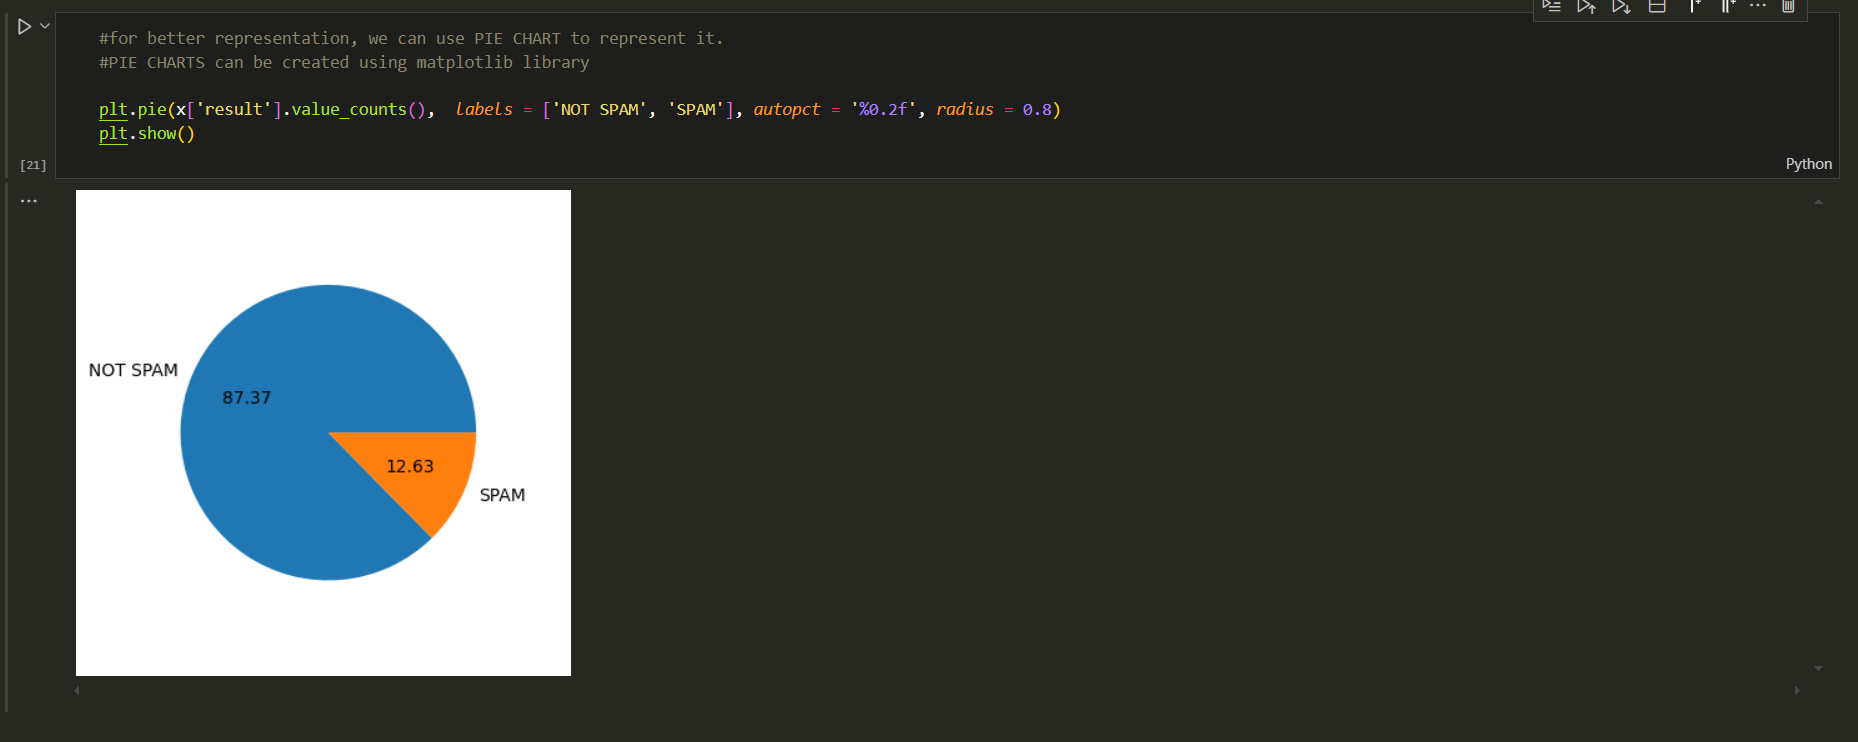 #for better representation, we can use PIE CHART to represent it.
#PIE CHARTS can be created using matplotlib library
plt.pie(x['result'].value_counts(),  labels = ['NOT SPAM', 'SPAM'], autopct = '%0.2f', radius = 0.8)
plt.show()
[21]
Python
NOT SPAM
87.37
12.63
SPAM